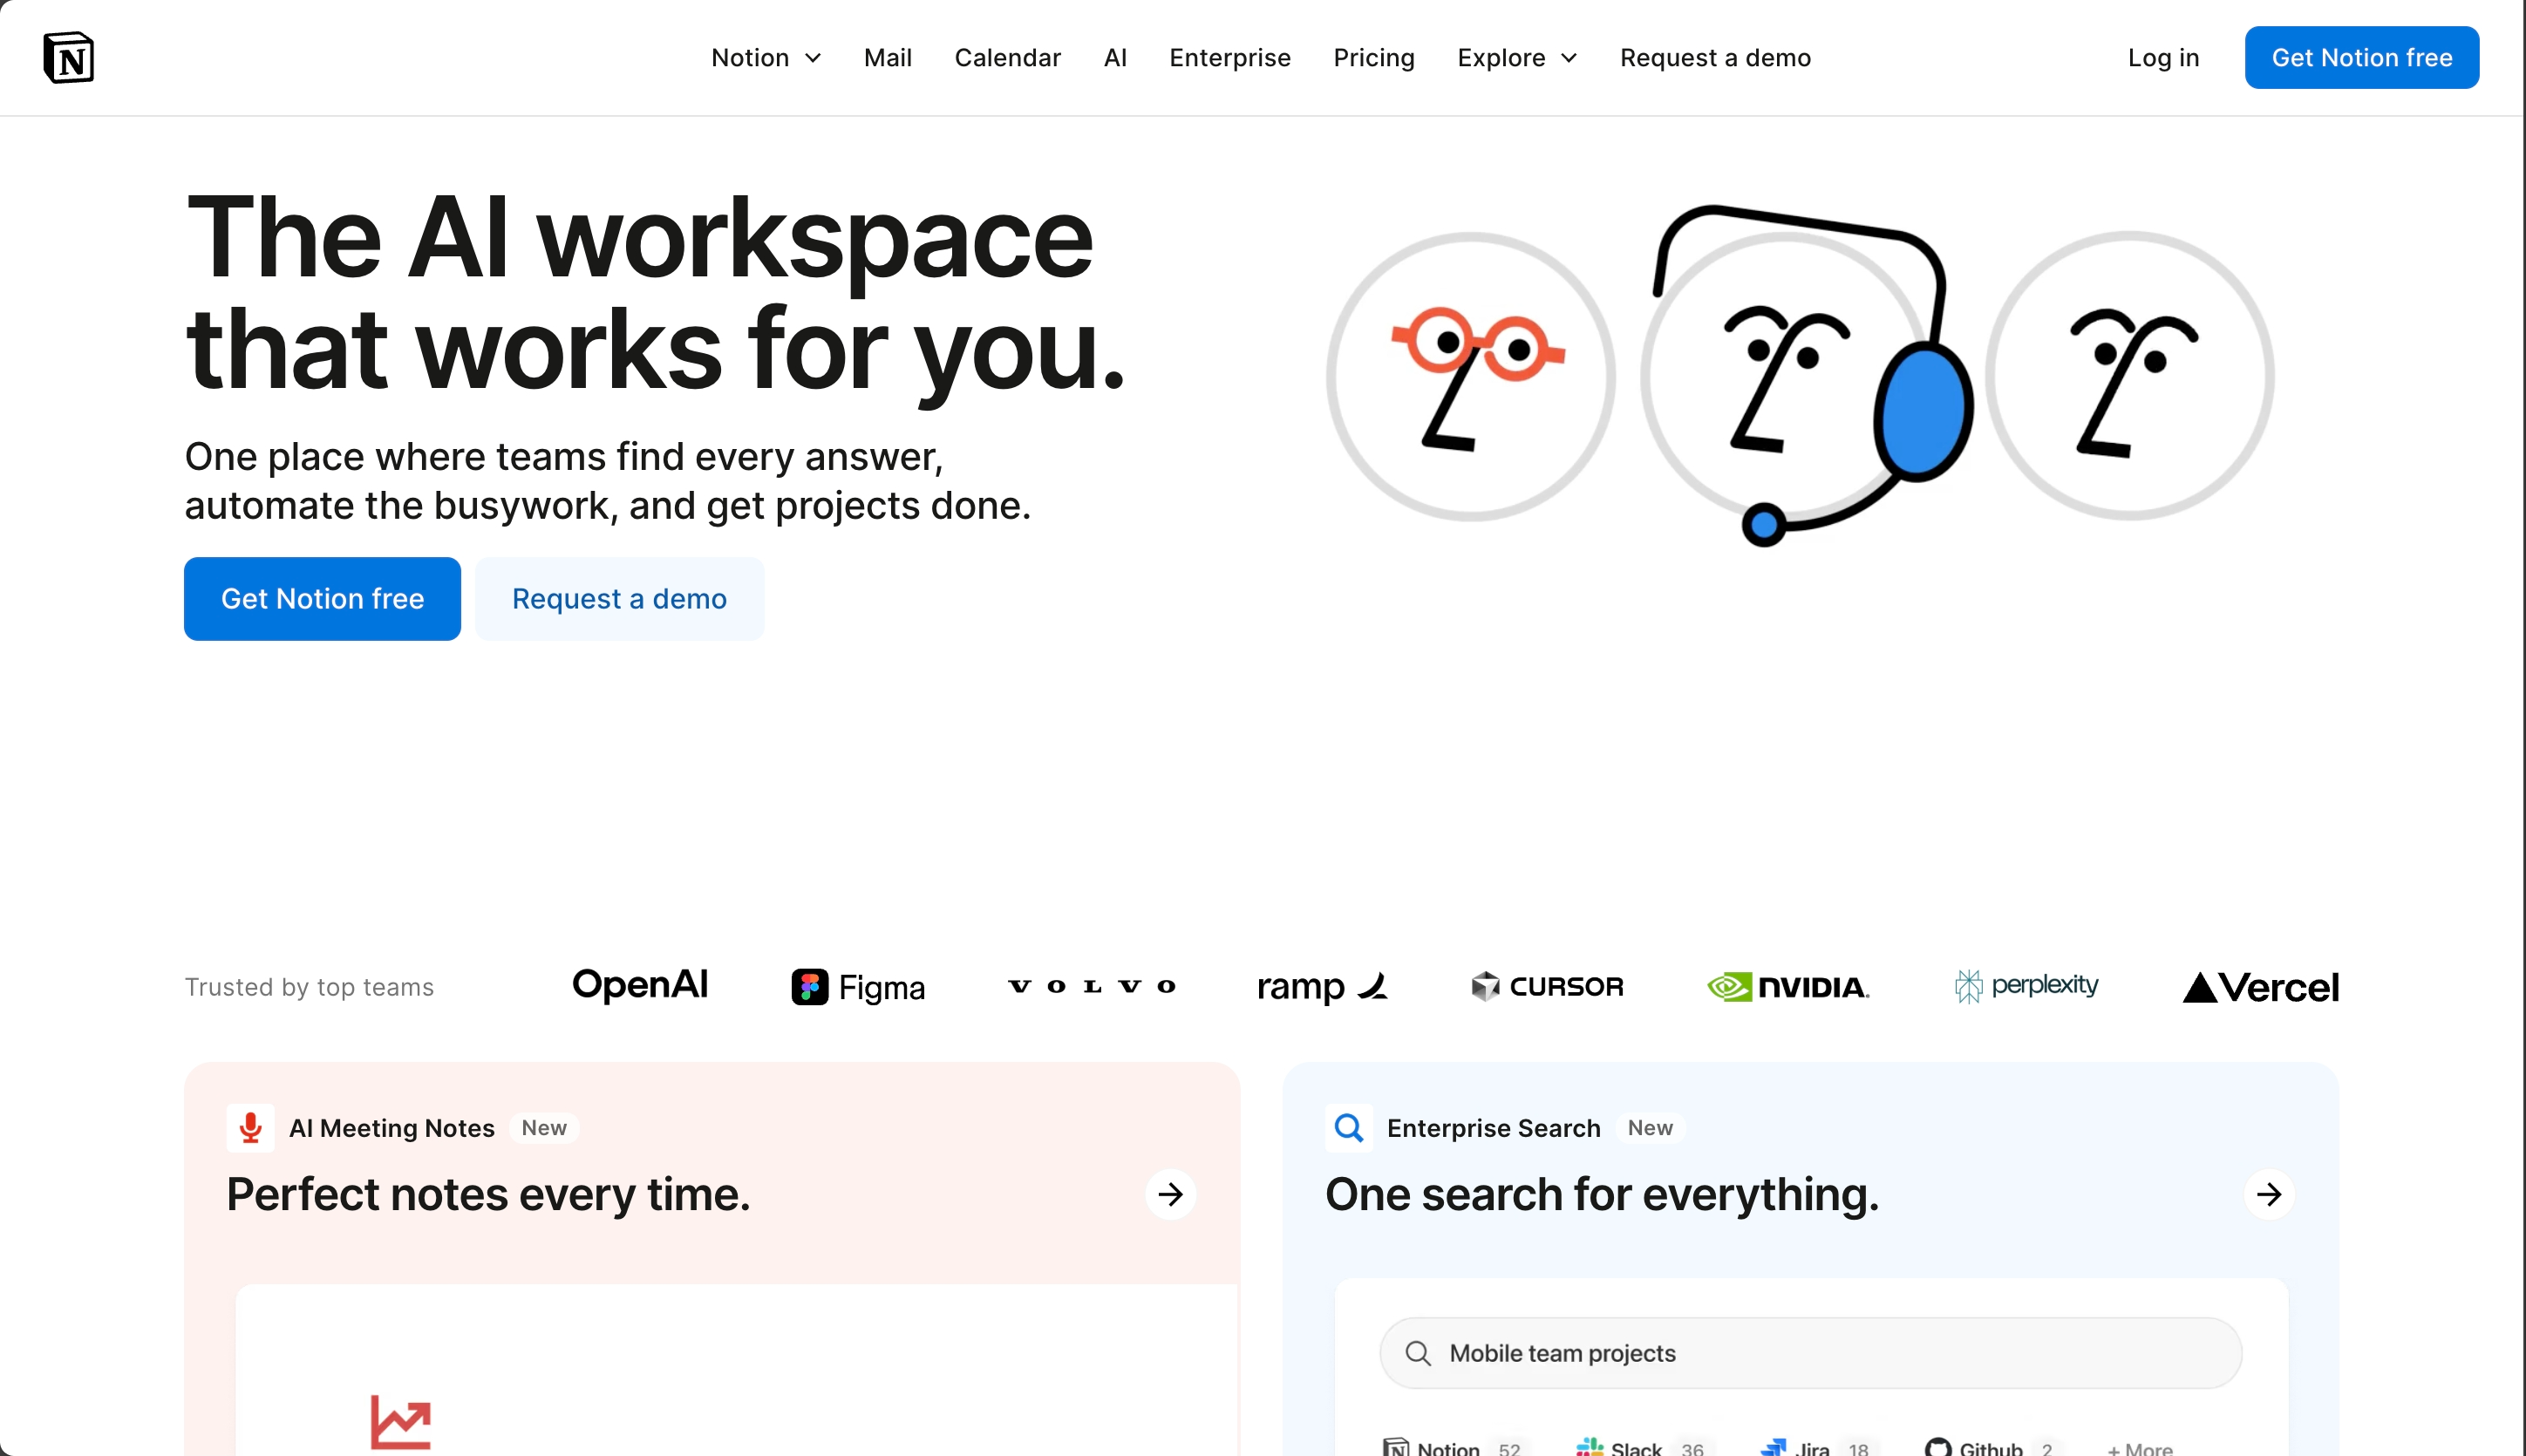 N
Notion Mail Calendar AI Enterprise Pricing Explore Request a demo Log in Get Notion free
The AI workspace
that works for you.
One place where teams find every answer,
automate the busywork, and get projects done.
Get Notion free Request a demo
Trusted by top teams OpenAI Figma VOLVO ramp CURSOR NVIDIA. perplexity Vercel
AI Meeting Notes New
Perfect notes every time.
Enterprise Search New
One search for everything.
Mobile team projects
N Notion 52 Slack 36 Jira 18 Github 2 + More